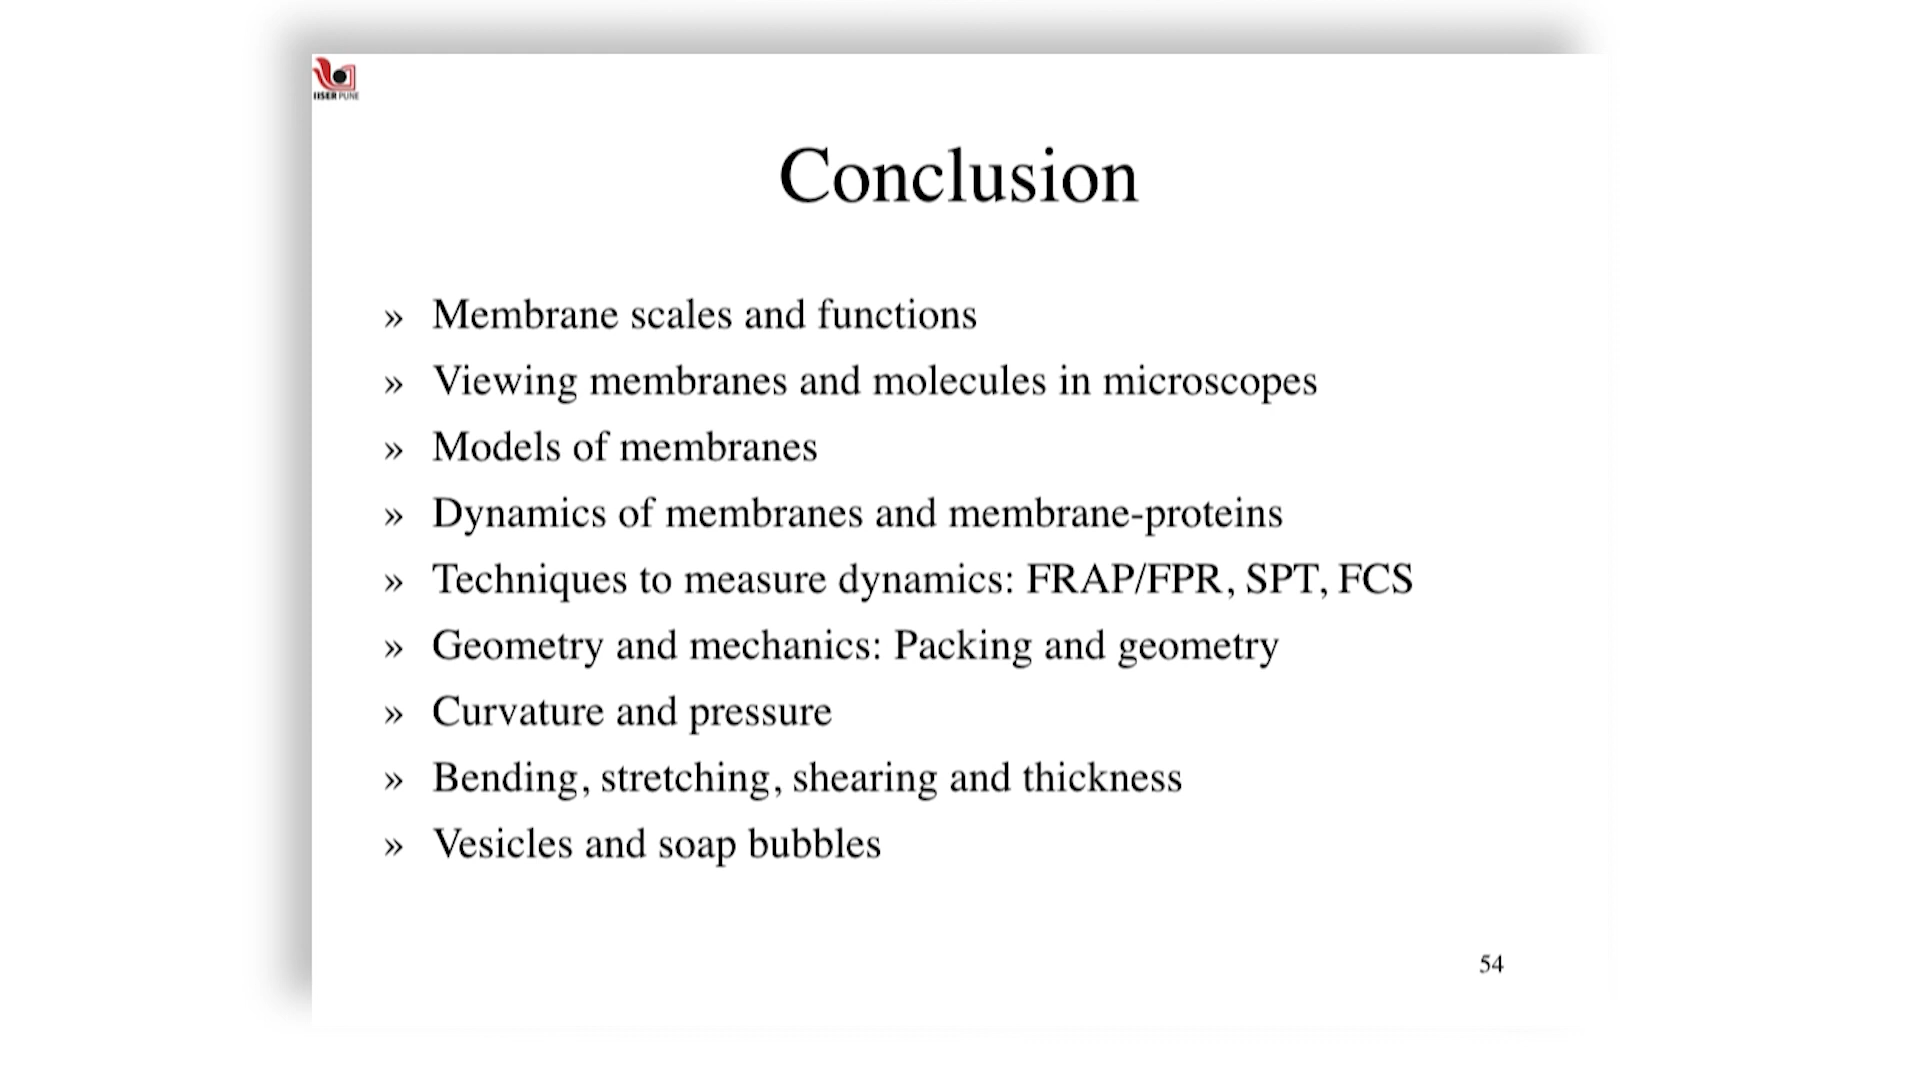 IISER PUNE
Conclusion
» Membrane scales and functions
» Viewing membranes and molecules in microscopes
» Models of membranes
» Dynamics of membranes and membrane-proteins
» Techniques to measure dynamics: FRAP/FPR, SPT, FCS
» Geometry and mechanics: Packing and geometry
» Curvature and pressure
» Bending, stretching, shearing and thickness
» Vesicles and soap bubbles
54